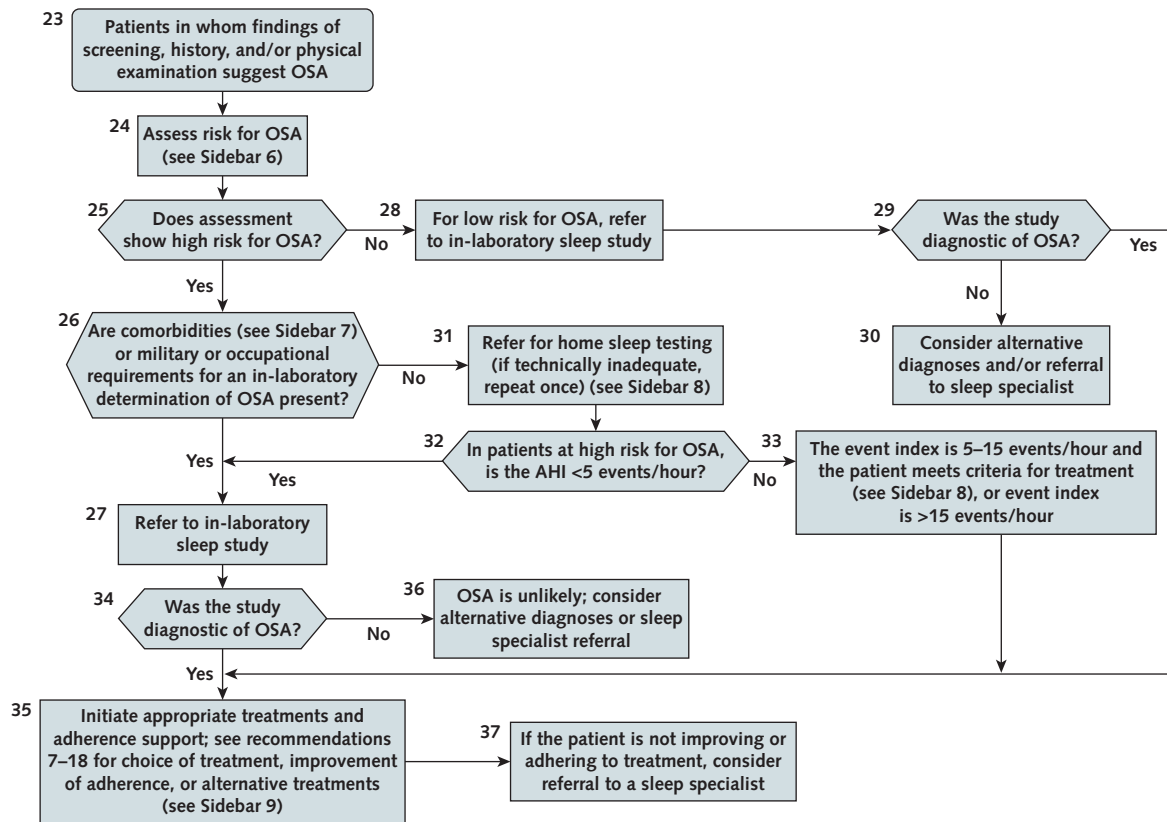 23
Patients in whom findings of
screening, history, and/or physical
examination suggest OSA
24
Assess risk for OSA
(see Sidebar 6)
25
Does assessment
show high risk for OSA?
No
Yes
28
For low risk for OSA, refer
to in-laboratory sleep study
29
Was the study
diagnostic of OSA?
Yes
No
30
Consider alternative
diagnoses and/or referral
to sleep specialist
26
Are comorbidities (see Sidebar 7)
or military or occupational
requirements for an in-laboratory
determination of OSA present?
No
Yes
31
Refer for home sleep testing
(if technically inadequate,
repeat once) (see Sidebar 8)
32
In patients at high risk for OSA,
is the AHI <5 events/hour?
Yes
No
33
The event index is 5–15 events/hour and
the patient meets criteria for treatment
(see Sidebar 8), or event index
is >15 events/hour
27
Refer to in-laboratory
sleep study
34
Was the study
diagnostic of OSA?
No
Yes
36
OSA is unlikely; consider
alternative diagnoses or sleep
specialist referral
35
Initiate appropriate treatments and
adherence support; see recommendations
7–18 for choice of treatment, improvement
of adherence, or alternative treatments
(see Sidebar 9)
37
If the patient is not improving or
adhering to treatment, consider
referral to a sleep specialist